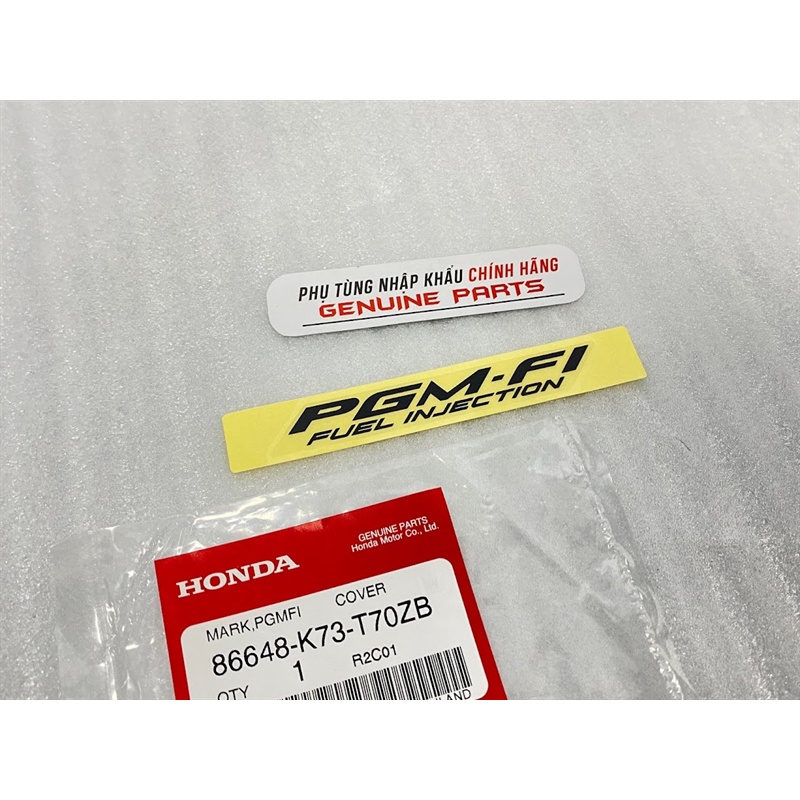 PHỤ TÙNG NHẬP KHẨU CHÍNH HÃNG
GENUINE PARTS
PGM-FI
FUEL INJECTION
GENUINE PARTS
Honda Motor Co., Ltd.
HONDA
MARK,PGMFI COVER
86648-K73-T70ZB
QTY 1 R2C01